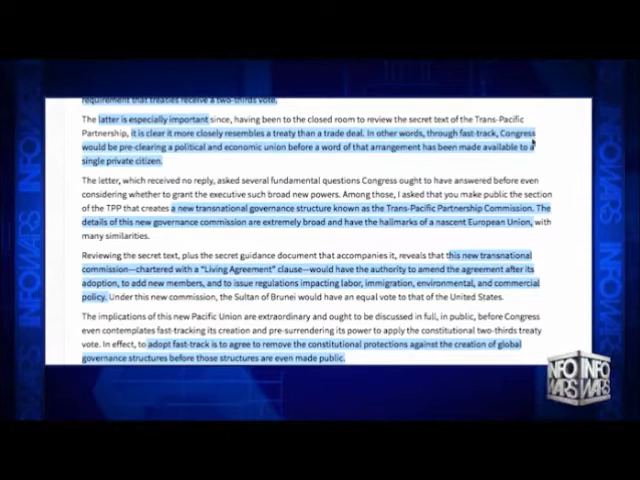 requirement that treaties receive a two-thirds vote.
The latter is especially important since, having been to the closed room to review the secret text of the Trans-Pacific
Partnership, it is clear it more closely resembles a treaty than a trade deal. In other words, through fast-track, Congress
would be pre-clearing a political and economic union before a word of that arrangement has been made available to a
single private citizen.
The letter, which received no reply, asked several fundamental questions Congress ought to have answered before even
considering whether to grant the executive such broad new powers. Among those, I asked that you make public the section
of the TPP that creates a new transnational governance structure known as the Trans-Pacific Partnership Commission. The
details of this new governance commission are extremely broad and have the hallmarks of a nascent European Union, with
many similarities.
Reviewing the secret text, plus the secret guidance document that accompanies it, reveals that this new transnational
commission—chartered with a “Living Agreement” clause—would have the authority to amend the agreement after its
adoption, to add new members, and to issue regulations impacting labor, immigration, environmental, and commercial
policy. Under this new commission, the Sultan of Brunei would have an equal vote to that of the United States.
The implications of this new Pacific Union are extraordinary and ought to be discussed in full, in public, before Congress
even contemplates fast-tracking its creation and pre-surrendering its power to apply the constitutional two-thirds treaty
vote. In effect, to adopt fast-track is to agree to remove the constitutional protections against the creation of global
governance structures before those structures are even made public.
INFO INFO
WARS WARS
INFOWARS
INFOWARS